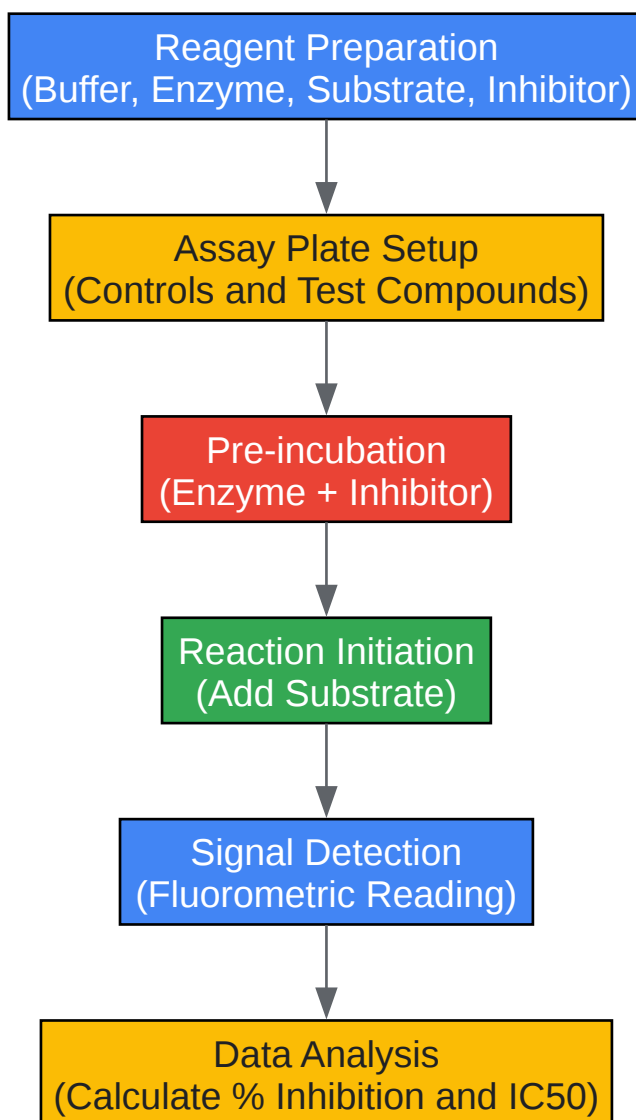 Reagent Preparation
(Buffer, Enzyme, Substrate, Inhibitor)
Assay Plate Setup
(Controls and Test Compounds)
Pre-incubation
(Enzyme + Inhibitor)
Reaction Initiation
(Add Substrate)
Signal Detection
(Fluorometric Reading)
Data Analysis
(Calculate % Inhibition and IC50)